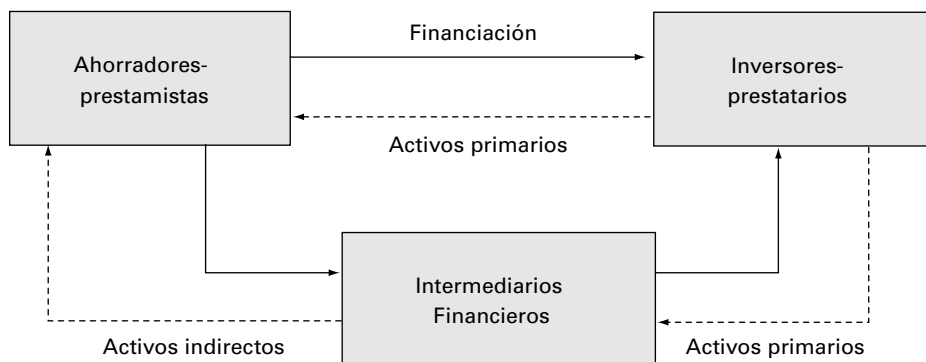 Financiación
Ahorradores-
prestamistas
Inversores-
prestatarios
Activos primarios
Intermediarios
Financieros
Activos indirectos
Activos primarios